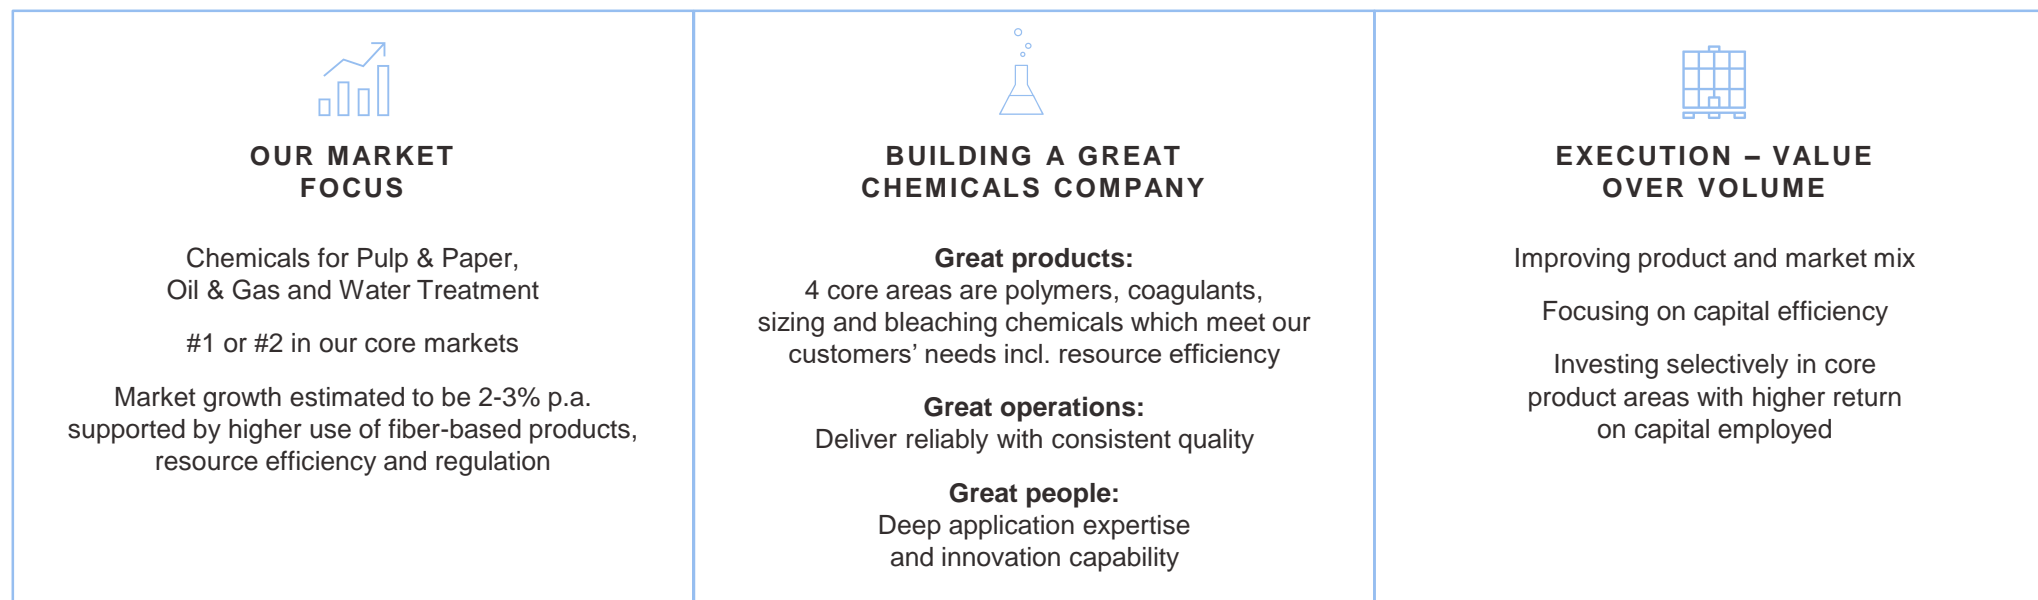 OUR MARKET
FOCUS
Chemicals for Pulp & Paper,
Oil & Gas and Water Treatment
#1 or #2 in our core markets
Market growth estimated to be 2-3% p.a.
supported by higher use of fiber-based products,
resource efficiency and regulation
BUILDING A GREAT
CHEMICALS COMPANY
Great products:
4 core areas are polymers, coagulants,
sizing and bleaching chemicals which meet our
customers’ needs incl. resource efficiency
Great operations:
Deliver reliably with consistent quality
Great people:
Deep application expertise
and innovation capability
EXECUTION – VALUE
OVER VOLUME
Improving product and market mix
Focusing on capital efficiency
Investing selectively in core
product areas with higher return
on capital employed